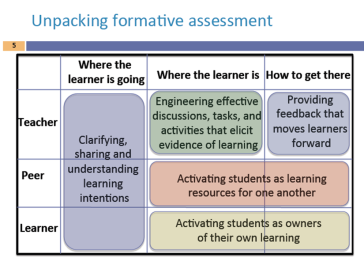 Unpacking formative assessment
5
Where the
learner is going
Where the learner is
How to get there
Teacher
Clarifying,
sharing and
understanding
learning
intentions
Engineering effective
discussions, tasks, and
activities that elicit
evidence of learning
Providing
feedback that
moves learners
forward
Peer
Activating students as learning
resources for one another
Learner
Activating students as owners
of their own learning